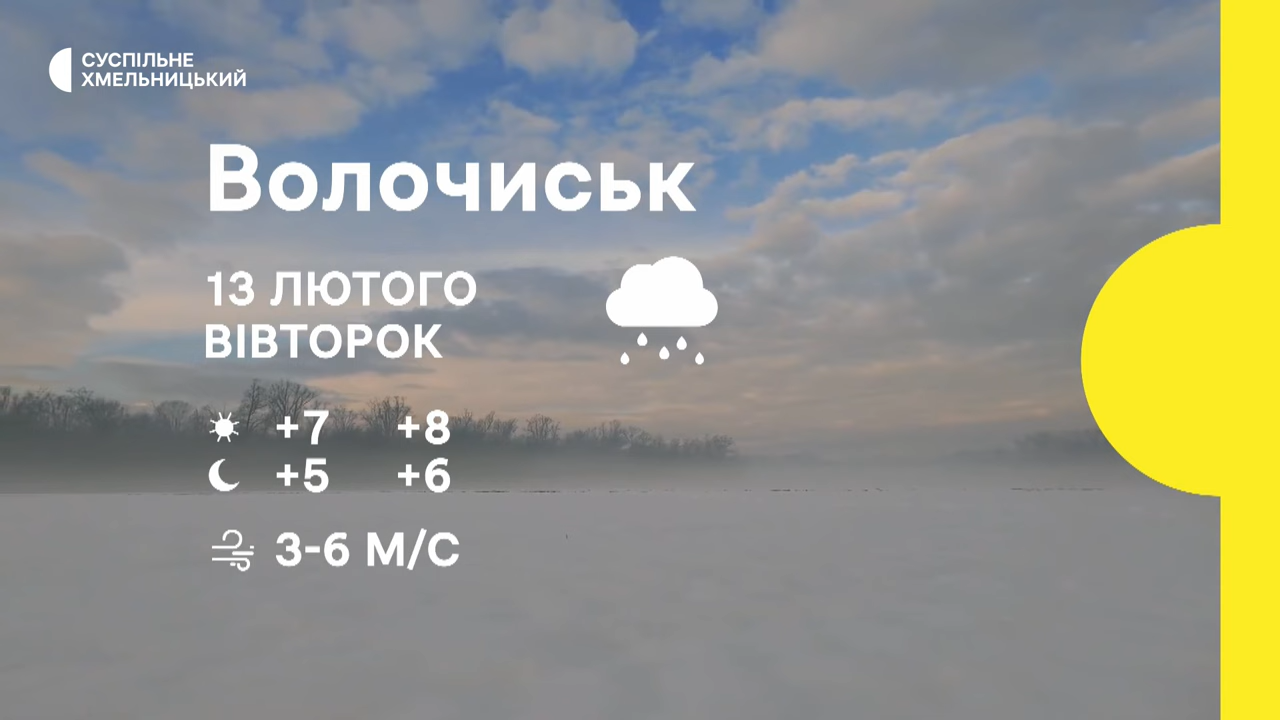 СУСПІЛЬНЕ
ХМЕЛЬНИЦЬКИЙ
Волочиськ
13 ЛЮТОГО
ВІВТОРОК
+7 +8
+5 +6
3-6 М/С